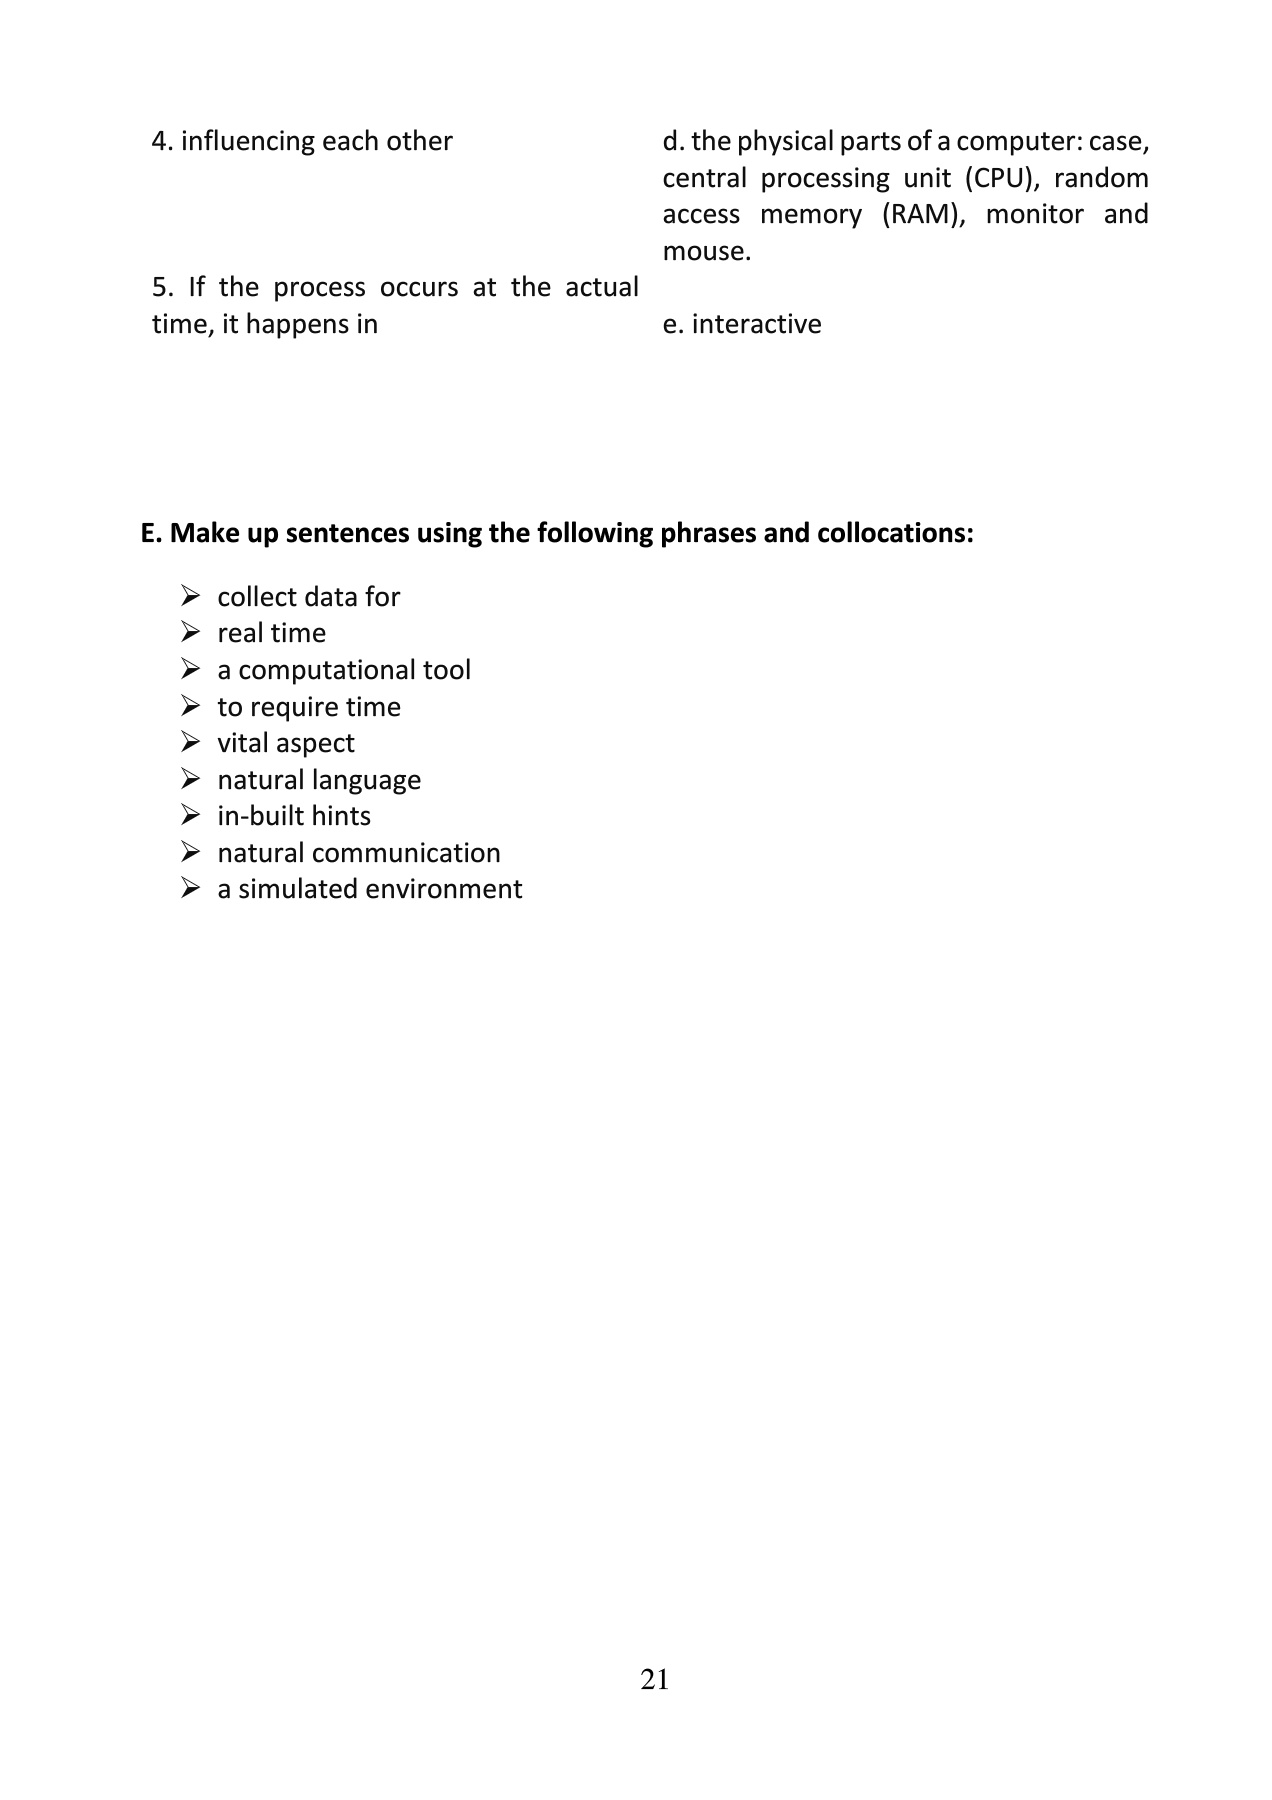 4. influencing each other
d. the physical parts of a computer: case,
central processing unit (CPU), random
access memory (RAM), monitor and
mouse.
5. If the process occurs at the actual
time, it happens in
e. interactive
E. Make up sentences using the following phrases and collocations:
➢ collect data for
➢ real time
➢ a computational tool
➢ to require time
➢ vital aspect
➢ natural language
➢ in-built hints
➢ natural communication
➢ a simulated environment
21